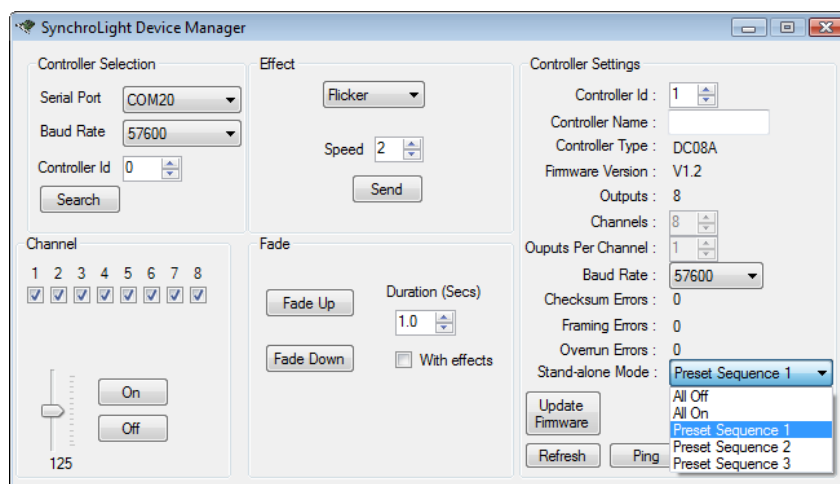 SynchroLight Device Manager
Controller Selection
Serial Port COM20
Baud Rate 57600
Controller Id 0
Search
Effect
Flicker
Speed 2
Send
Channel
1 2 3 4 5 6 7 8
On
Off
125
Fade
Fade Up
Duration (Secs)
1.0
Fade Down
With effects
Controller Settings
Controller Id : 1
Controller Name :
Controller Type : DC08A
Firmware Version : V1.2
Outputs : 8
Channels : 8
Ouputs Per Channel : 1
Baud Rate : 57600
Checksum Errors : 0
Framing Errors : 0
Overrun Errors : 0
Stand-alone Mode : Preset Sequence 1
All Off
All On
Preset Sequence 1
Preset Sequence 2
Preset Sequence 3
Update
Firmware
Refresh
Ping